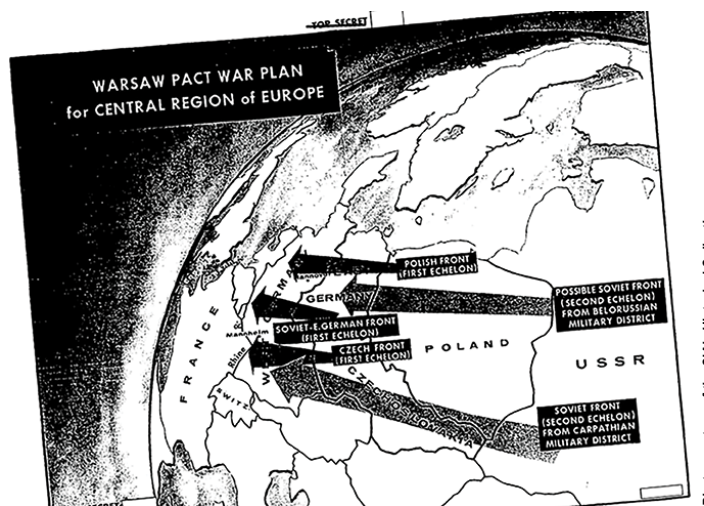 TOP SECRET
WARSAW PACT WAR PLAN
for CENTRAL REGION of EUROPE
POLISH FRONT
(FIRST ECHELON)
POSSIBLE SOVIET FRONT
(SECOND ECHELON)
FROM BELORUSSIAN
MILITARY DISTRICT
GERMANY
SOVIET-E.GERMAN FRONT
(FIRST ECHELON)
Mannheim
CZECH FRONT
(FIRST ECHELON)
POLAND
USSR
FRANCE
Rhine
SWITZ
CZECHOSLOVAKIA
SOVIET FRONT
(SECOND ECHELON)
FROM CARPATHIAN
MILITARY DISTRICT